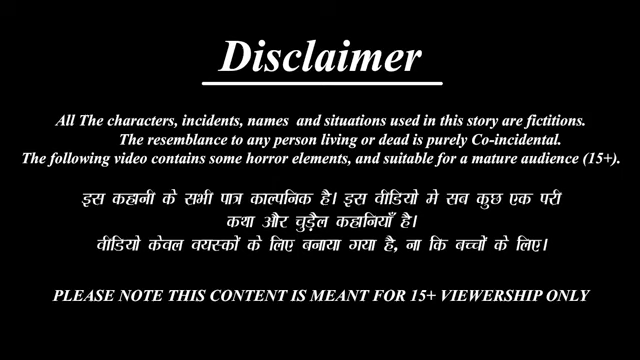 Disclaimer
All The characters, incidents, names and situations used in this story are fictitions.
The resemblance to any person living or dead is purely Co-incidental.
The following video contains some horror elements, and suitable for a mature audience (15+).
इस कहानी के सभी पात्र काल्पनिक है। इस वीडियो मे सब कुछ एक परी
कथा और चुड़ैल कहानियाँ है।
वीडियो केवल वयस्कों के लिए बनाया गया है, ना कि बच्चों के लिए।
PLEASE NOTE THIS CONTENT IS MEANT FOR 15+ VIEWERSHIP ONLY